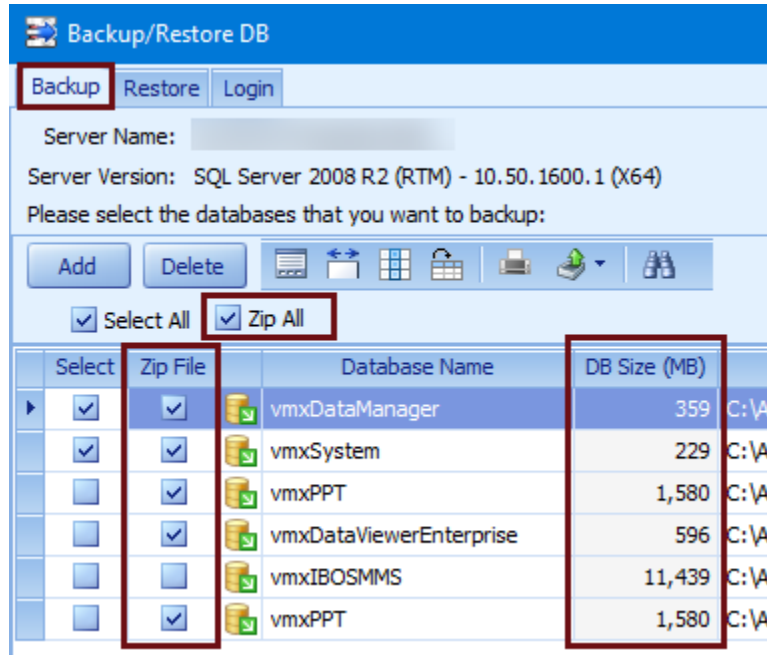 Backup/Restore DB
Backup Restore Login
Server Name:
Server Version: SQL Server 2008 R2 (RTM) - 10.50.1600.1 (X64)
Please select the databases that you want to backup:
Add Delete
Select All Zip All
Select Zip File Database Name DB Size (MB)
vmxDataManager 359 C:\A
vmxSystem 229 C:\A
vmxPPT 1,580 C:\A
vmxDataViewerEnterprise 596 C:\A
vmxIBOSMMS 11,439 C:\A
vmxPPT 1,580 C:\A